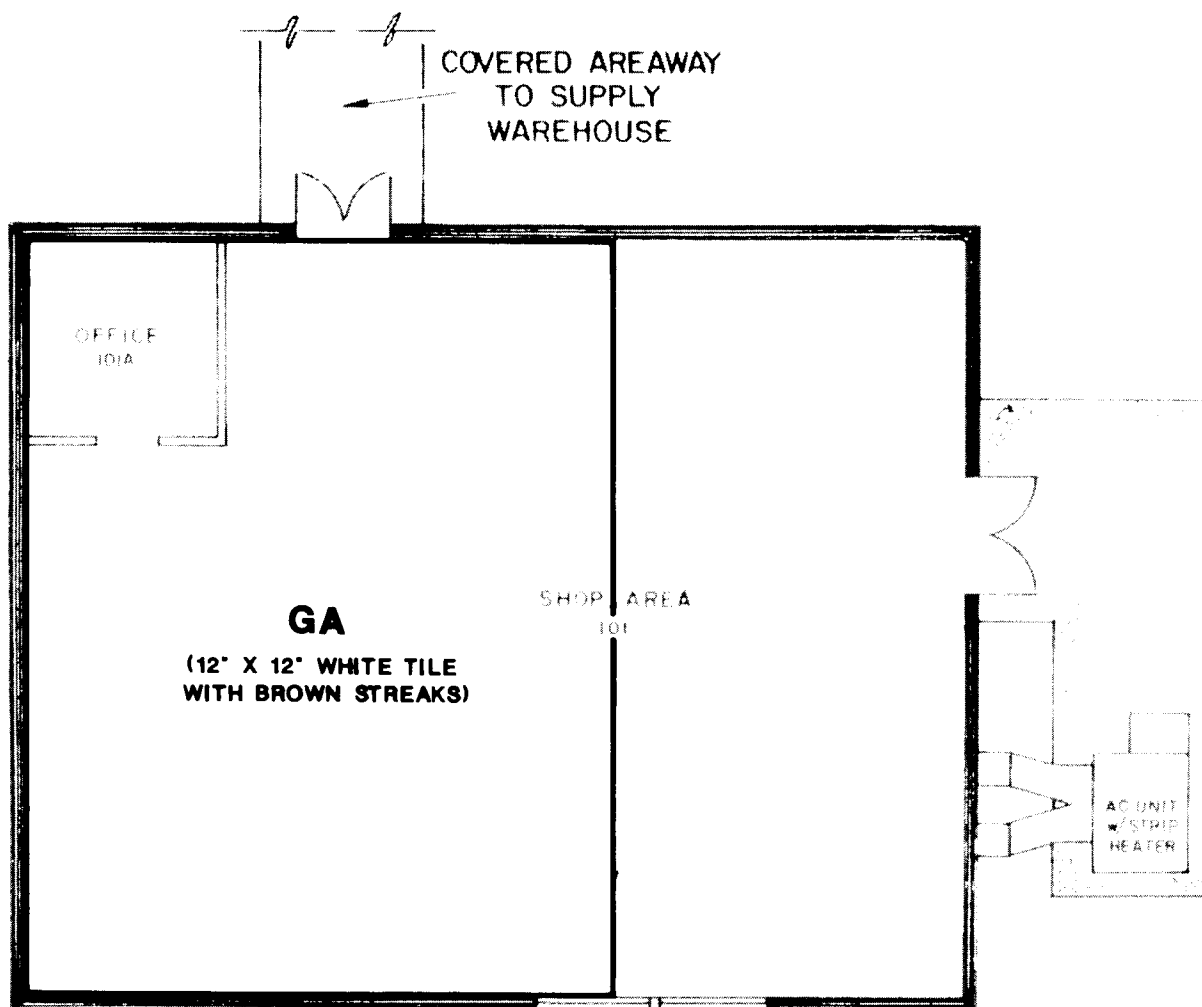 COVERED AREAWAY
TO SUPPLY
WAREHOUSE
OFFICE
101A
SHOP AREA
101
GA
(12" X 12" WHITE TILE
WITH BROWN STREAKS)
AC UNIT
w/STRIP
HEATER